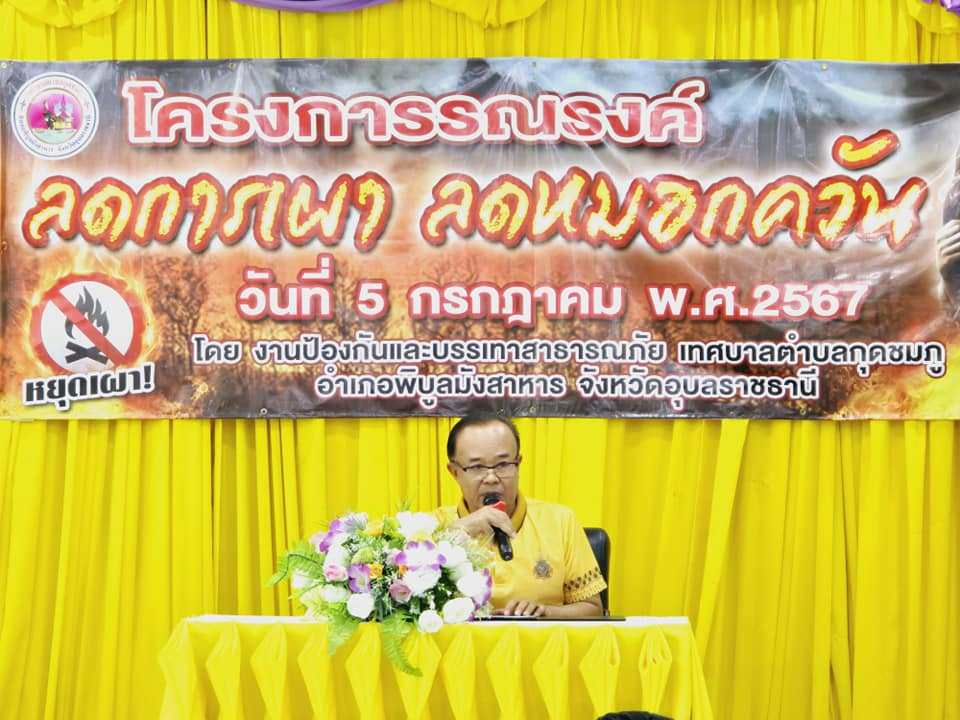 โครงการรณรงค์
ลดการเผา ลดหมอกควัน
วันที่ 5 กรกฎาคม พ.ศ.2567
หยุดเผา!
โดย งานป้องกันและบรรเทาสาธารณภัย เทศบาลตำบลกุดชมภู
อำเภอพิบูลมังสาหาร จังหวัดอุบลราชธานี